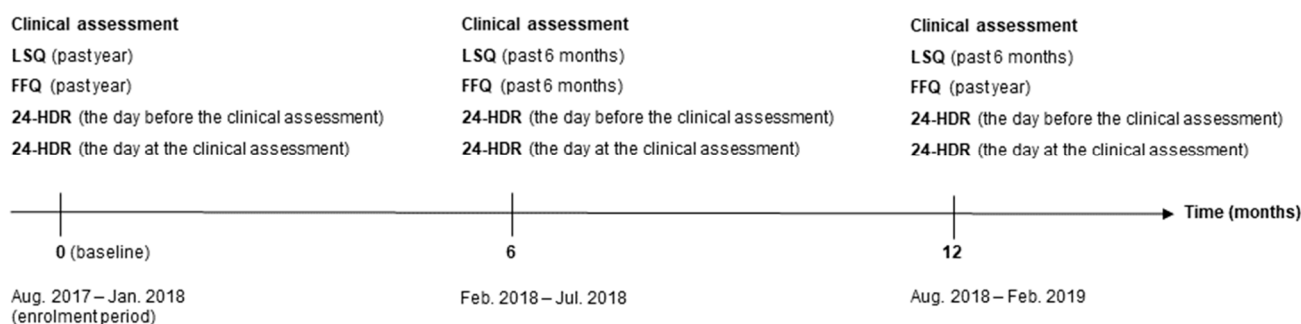 Clinical assessment
LSQ (past year)
FFQ (past year)
24-HDR (the day before the clinical assessment)
24-HDR (the day at the clinical assessment)
Clinical assessment
LSQ (past 6 months)
FFQ (past 6 months)
24-HDR (the day before the clinical assessment)
24-HDR (the day at the clinical assessment)
Clinical assessment
LSQ (past 6 months)
FFQ (past year)
24-HDR (the day before the clinical assessment)
24-HDR (the day at the clinical assessment)
Time (months)
0 (baseline)
6
12
Aug. 2017 – Jan. 2018
(enrolment period)
Feb. 2018 – Jul. 2018
Aug. 2018 – Feb. 2019